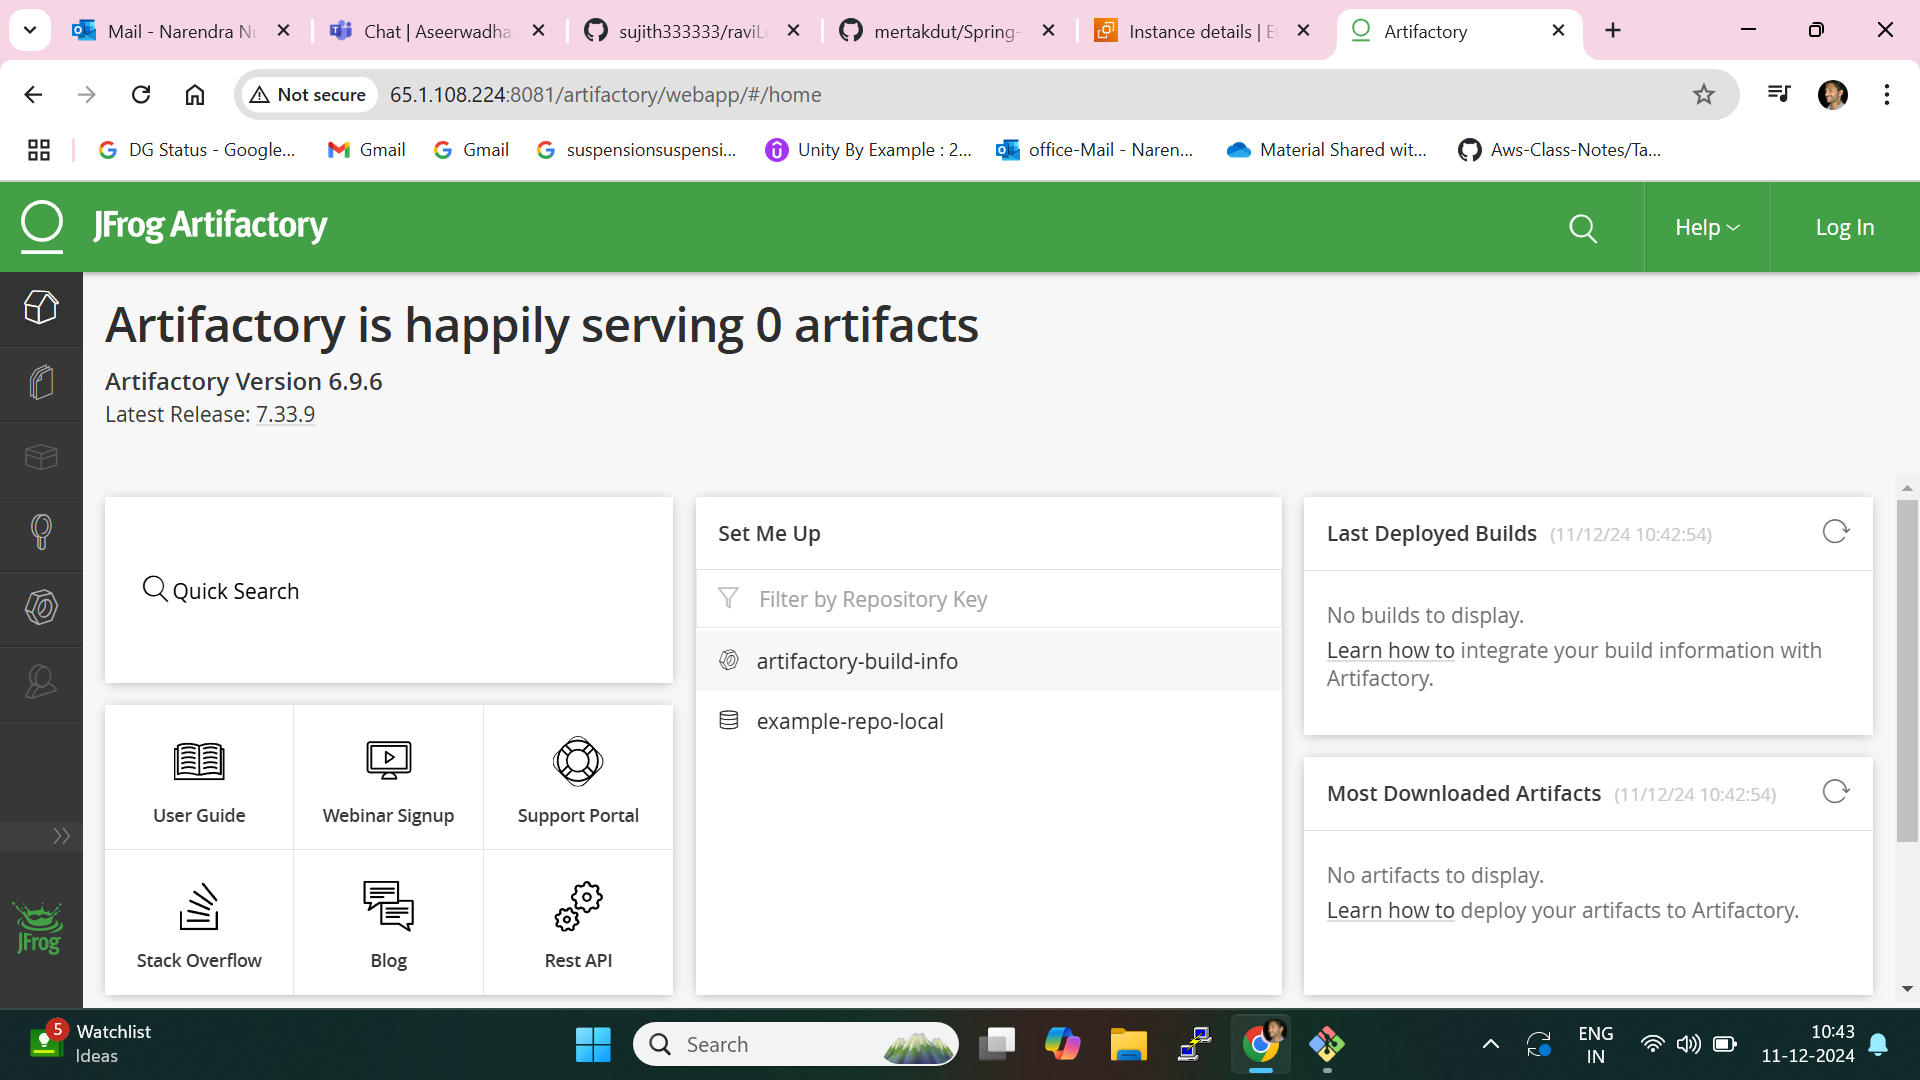 Mail - Narendra Nu
Chat | Aseerwadha
sujith333333/raviLo
mertakdut/Spring-
Instance details | EC
Artifactory
Not secure
65.1.108.224:8081/artifactory/webapp/#/home
DG Status - Google...
Gmail
Gmail
suspensionsuspensi...
Unity By Example : 2...
office-Mail - Naren...
Material Shared wit...
Aws-Class-Notes/Ta...
JFrog Artifactory
Help
Log In
Artifactory is happily serving 0 artifacts
Artifactory Version 6.9.6
Latest Release: 7.33.9
Quick Search
User Guide
Webinar Signup
Support Portal
Stack Overflow
Blog
Rest API
Set Me Up
Filter by Repository Key
artifactory-build-info
example-repo-local
Last Deployed Builds (11/12/24 10:42:54)
No builds to display.
Learn how to integrate your build information with
Artifactory.
Most Downloaded Artifacts (11/12/24 10:42:54)
No artifacts to display.
Learn how to deploy your artifacts to Artifactory.
JFrog
5
Watchlist
Ideas
Search
ENG
IN
10:43
11-12-2024